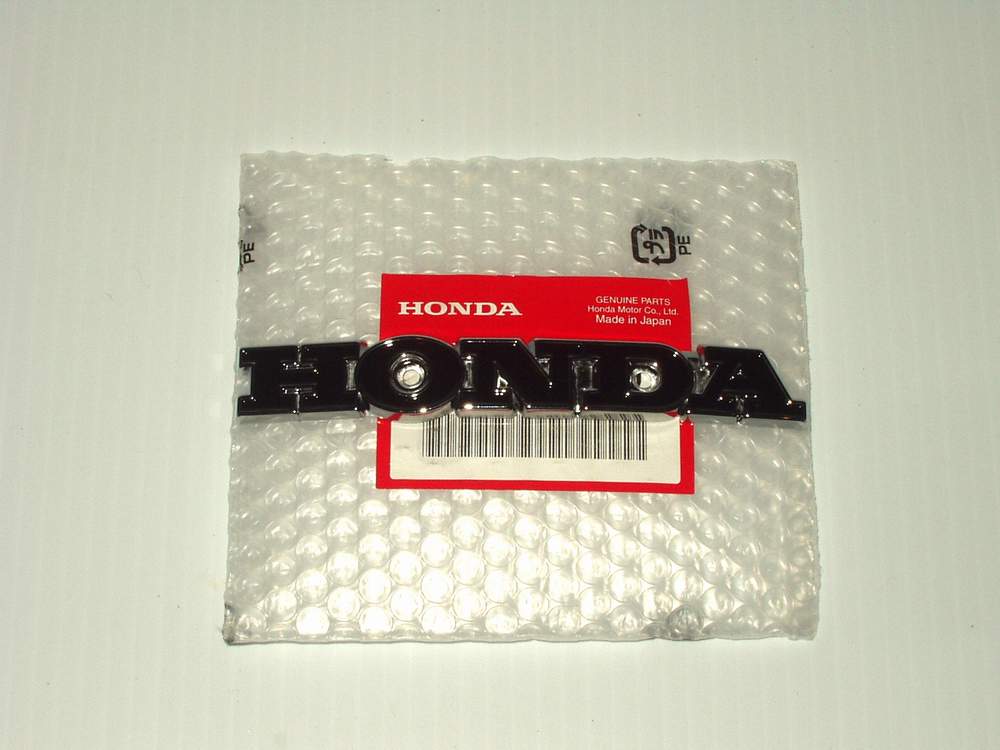 PE
PE
HONDA
GENUINE PARTS
Honda Motor Co., Ltd.
Made in Japan
HONDA